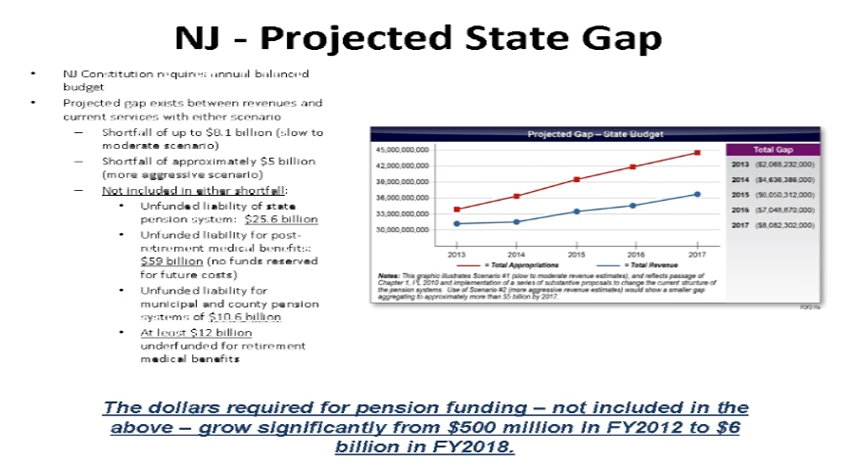 NJ - Projected State Gap
• NJ Constitution requires annual balanced
budget
• Projected gap exists between revenues and
current services with either scenario
– Shortfall of up to $8.1 billion (slow to
moderate scenario)
– Shortfall of approximately $5 billion
(more aggressive scenario)
– Not included in either shortfall:
• Unfunded liability of state
pension system: $25.6 billion
• Unfunded liability for post-
retirement medical benefits:
$59 billion (no funds reserved
for future costs)
• Unfunded liability for
municipal and county pension
systems of $10.6 billion
• At least $12 billion
underfunded for retirement
medical benefits
Projected Gap – State Budget
45,000,000,000
42,000,000,000
39,000,000,000
36,000,000,000
33,000,000,000
30,000,000,000
2013 2014 2015 2016 2017
= Total Appropriations = Total Revenue
Total Gap
2013 ($2,065,232,000)
2014 ($4,638,388,000)
2015 ($6,050,312,000)
2016 ($7,048,870,000)
2017 ($8,082,302,000)
Notes: This graphic illustrates Scenario #1 (slow to moderate revenue estimates), and reflects passage of
Chapter 1, PL 2010 and implementation of a series of substantive proposals to change the current structure of
the pension systems. Use of Scenario #2 (more aggressive revenue estimates) would show a smaller gap
aggregating to approximately more than $5 billion by 2017.
The dollars required for pension funding – not included in the
above – grow significantly from $500 million in FY2012 to $6
billion in FY2018.